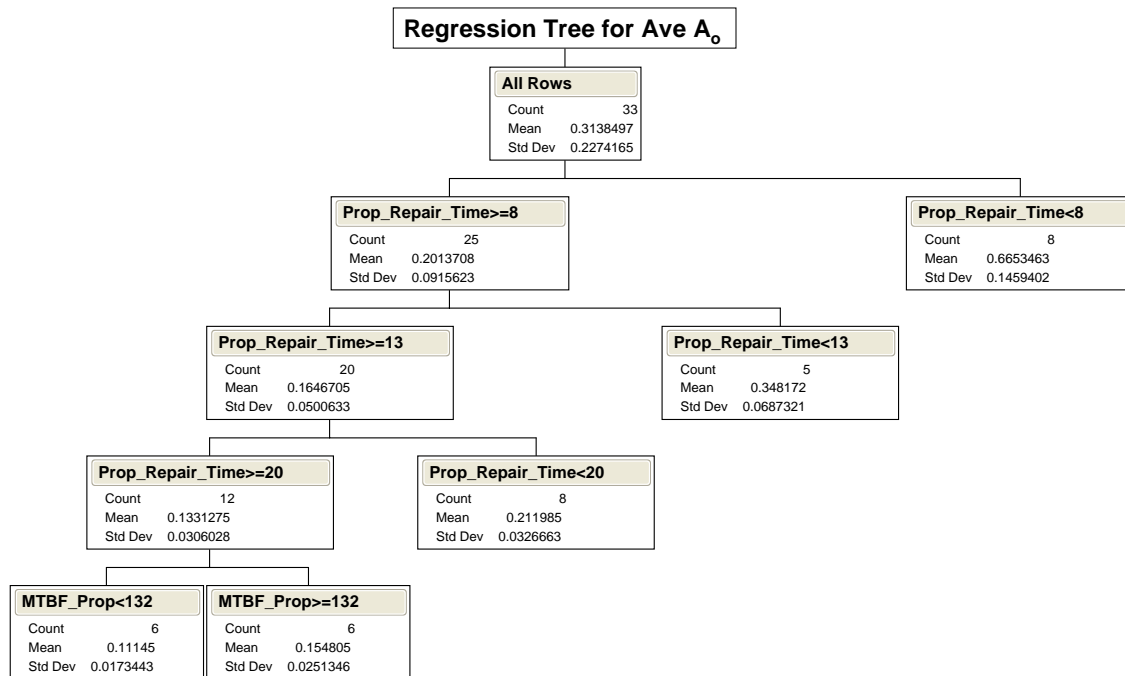 Regression Tree for Ave Ao
All Rows
Count 33
Mean 0.3138497
Std Dev 0.2274165
Prop_Repair_Time>=8
Count 25
Mean 0.2013708
Std Dev 0.0915623
Prop_Repair_Time<8
Count 8
Mean 0.6653463
Std Dev 0.1459402
Prop_Repair_Time>=13
Count 20
Mean 0.1646705
Std Dev 0.0500633
Prop_Repair_Time<13
Count 5
Mean 0.348172
Std Dev 0.0687321
Prop_Repair_Time>=20
Count 12
Mean 0.1331275
Std Dev 0.0306028
Prop_Repair_Time<20
Count 8
Mean 0.211985
Std Dev 0.0326663
MTBF_Prop<132
Count 6
Mean 0.11145
Std Dev 0.0173443
MTBF_Prop>=132
Count 6
Mean 0.154805
Std Dev 0.0251346